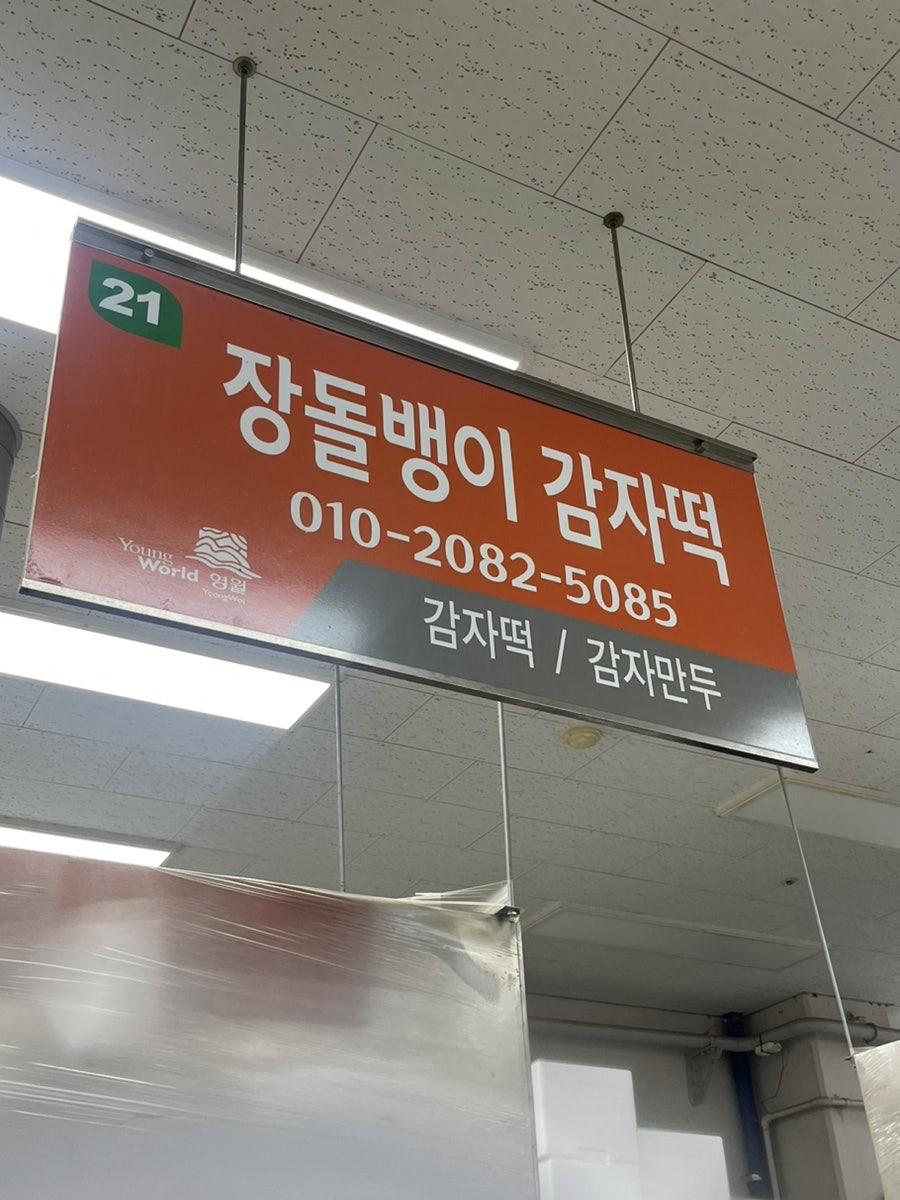 21
장돌뱅이 감자떡
010-2082-5085
Young
World 영월
YeongWol
감자떡 / 감자만두